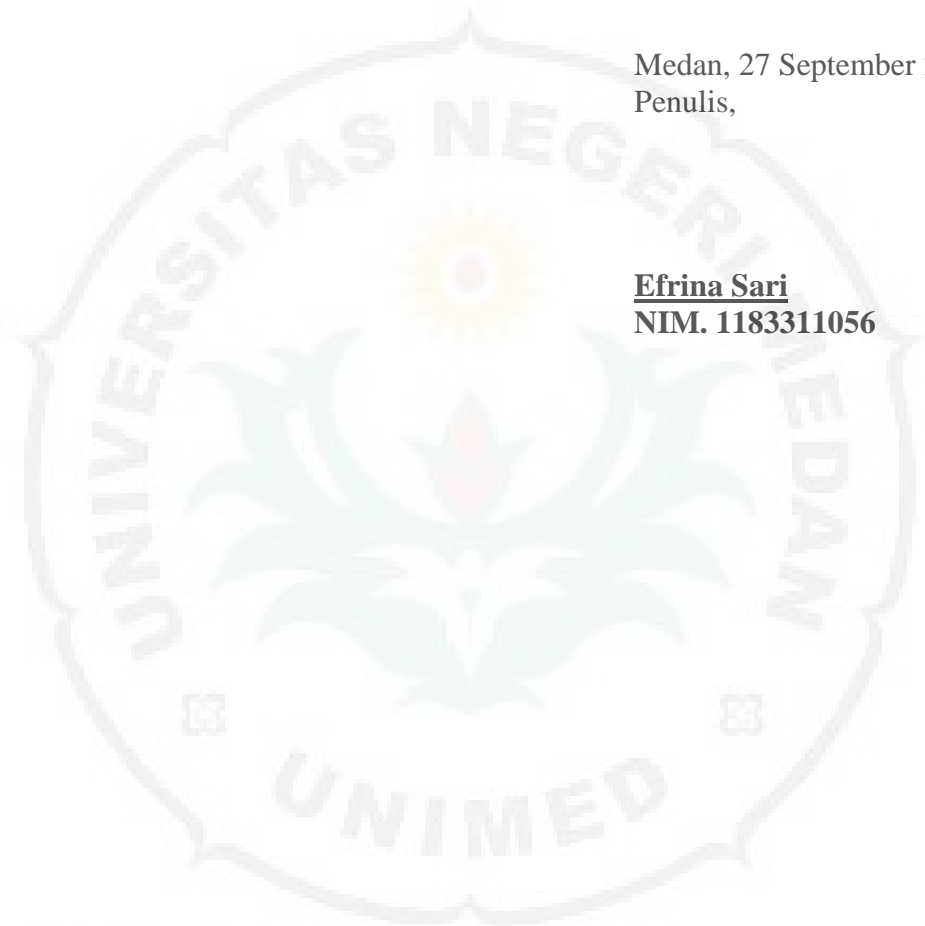 Medan, 27 September
Penulis,
UNIVERSITAS NEGERI MEDAN
Efrina Sari
NIM. 1183311056
UNIMED